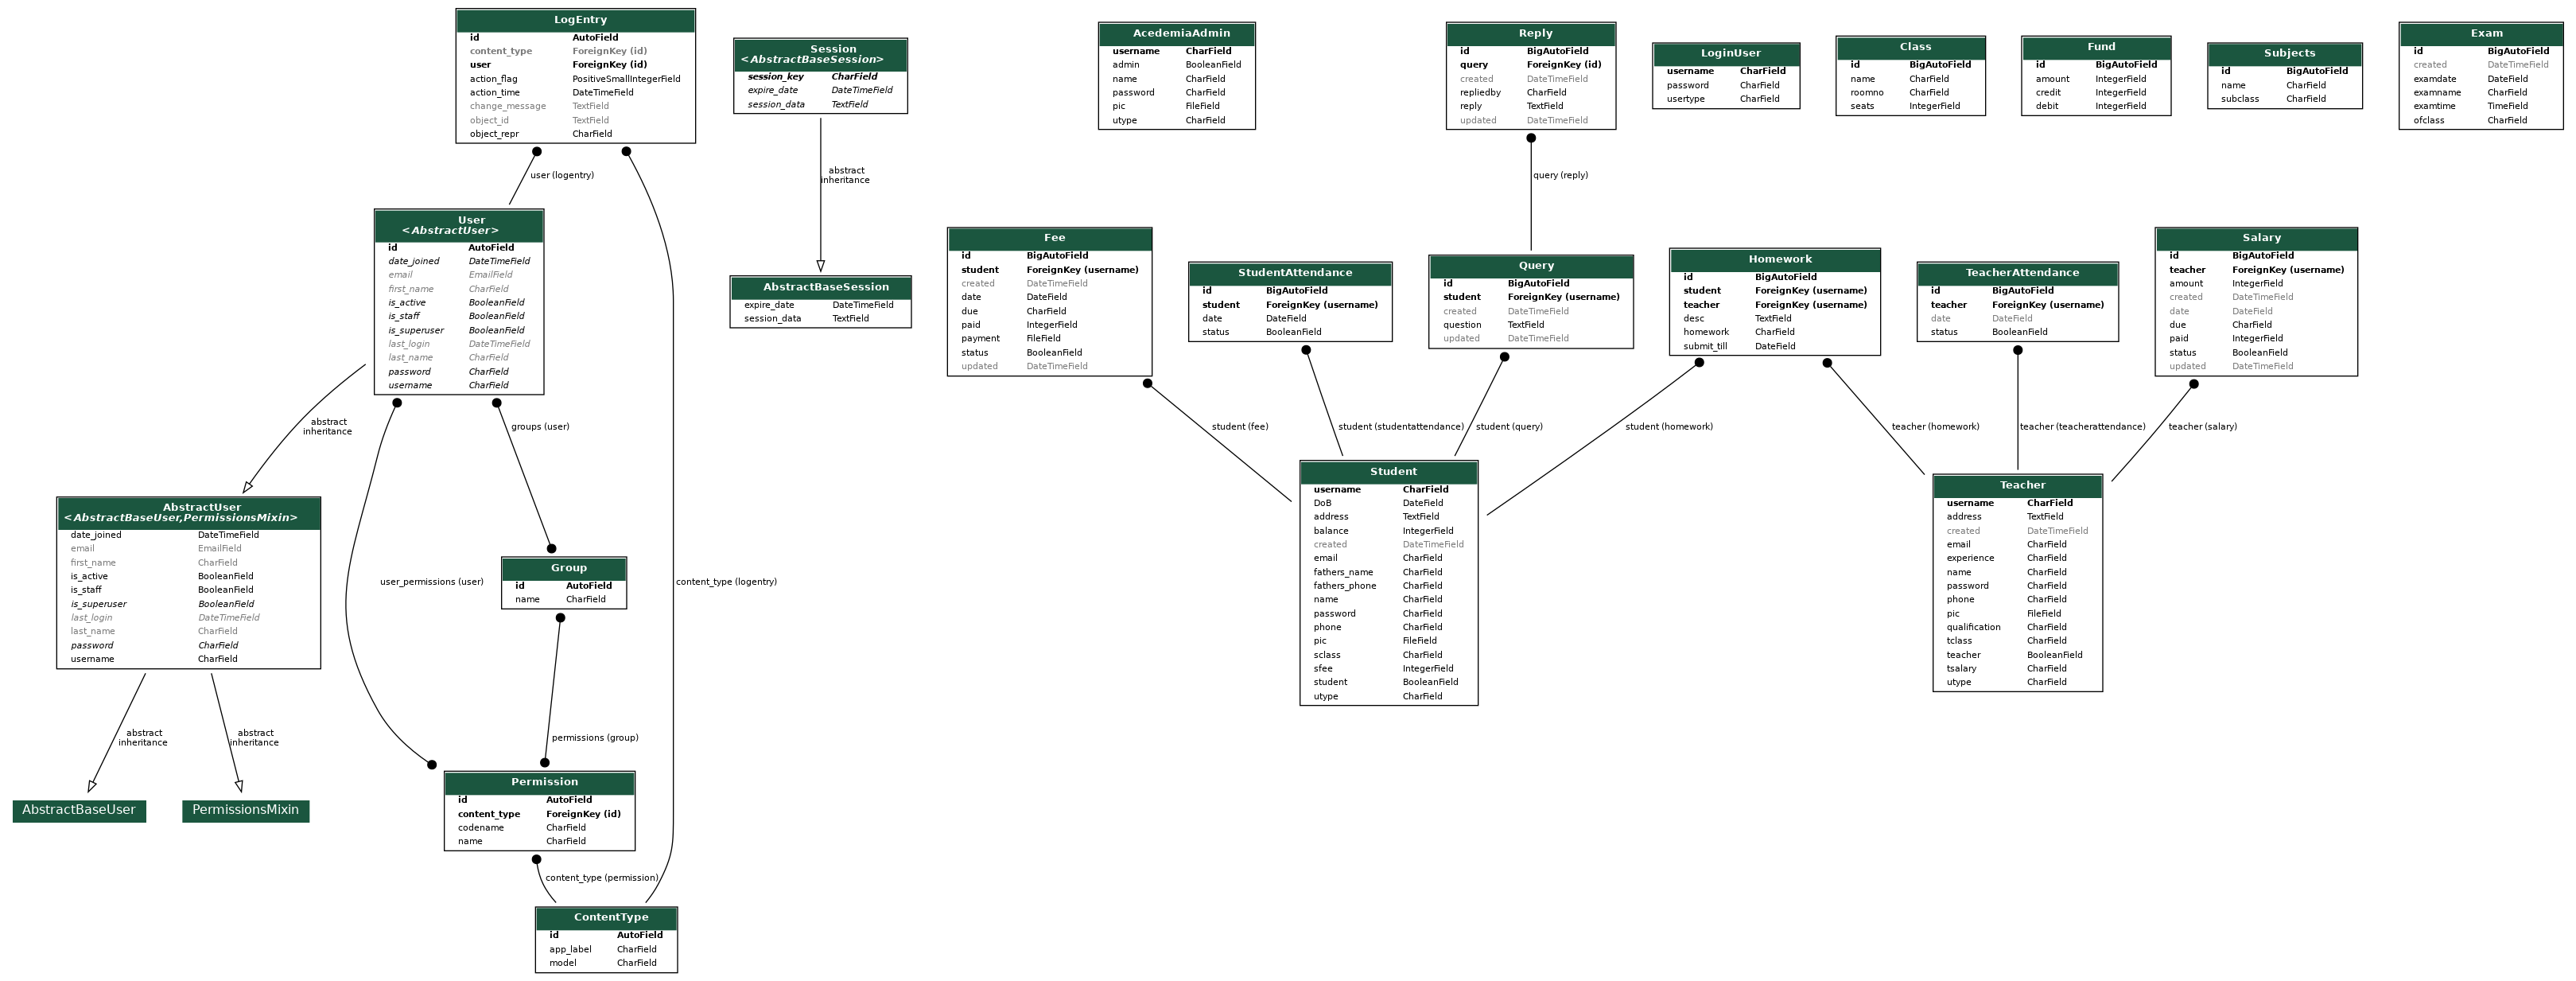 LogEntry
id AutoField
content_type ForeignKey (id)
user ForeignKey (id)
action_flag PositiveSmallIntegerField
action_time DateTimeField
change_message TextField
object_id TextField
object_repr CharField
Session
<AbstractBaseSession>
session_key CharField
expire_date DateTimeField
session_data TextField
AcedemiaAdmin
username CharField
admin BooleanField
name CharField
password CharField
pic FileField
utype CharField
Reply
id BigAutoField
query ForeignKey (id)
created DateTimeField
repliedby CharField
reply TextField
updated DateTimeField
LoginUser
username CharField
password CharField
usertype CharField
Class
id BigAutoField
name CharField
roomno CharField
seats IntegerField
Fund
id BigAutoField
amount IntegerField
credit IntegerField
debit IntegerField
Subjects
id BigAutoField
name CharField
subclass CharField
Exam
id BigAutoField
created DateTimeField
examdate DateField
examname CharField
examtime TimeField
ofclass CharField
user (logentry)
abstract
inheritance
query (reply)
User
<AbstractUser>
id AutoField
date_joined DateTimeField
email EmailField
first_name CharField
is_active BooleanField
is_staff BooleanField
is_superuser BooleanField
last_login DateTimeField
last_name CharField
password CharField
username CharField
AbstractBaseSession
expire_date DateTimeField
session_data TextField
Fee
id BigAutoField
student ForeignKey (username)
created DateTimeField
date DateField
due CharField
paid IntegerField
payment FileField
status BooleanField
updated DateTimeField
StudentAttendance
id BigAutoField
student ForeignKey (username)
date DateField
status BooleanField
Query
id BigAutoField
student ForeignKey (username)
created DateTimeField
question TextField
updated DateTimeField
Homework
id BigAutoField
student ForeignKey (username)
teacher ForeignKey (username)
desc TextField
homework CharField
submit_till DateField
TeacherAttendance
id BigAutoField
teacher ForeignKey (username)
date DateField
status BooleanField
Salary
id BigAutoField
teacher ForeignKey (username)
amount IntegerField
created DateTimeField
date DateField
due CharField
paid IntegerField
status BooleanField
updated DateTimeField
abstract
inheritance
groups (user)
student (fee)
student (studentattendance)
student (query)
student (homework)
teacher (homework)
teacher (teacherattendance)
teacher (salary)
AbstractUser
<AbstractBaseUser,PermissionsMixin>
date_joined DateTimeField
email EmailField
first_name CharField
is_active BooleanField
is_staff BooleanField
is_superuser BooleanField
last_login DateTimeField
last_name CharField
password CharField
username CharField
user_permissions (user)
Group
id AutoField
name CharField
content_type (logentry)
Student
username CharField
DoB DateField
address TextField
balance IntegerField
created DateTimeField
email CharField
fathers_name CharField
fathers_phone CharField
name CharField
password CharField
phone CharField
pic FileField
sclass CharField
sfee IntegerField
student BooleanField
utype CharField
Teacher
username CharField
address TextField
created DateTimeField
email CharField
experience CharField
name CharField
password CharField
phone CharField
pic FileField
qualification CharField
tclass CharField
teacher BooleanField
tsalary CharField
utype CharField
abstract
inheritance
abstract
inheritance
permissions (group)
AbstractBaseUser
PermissionsMixin
Permission
id AutoField
content_type ForeignKey (id)
codename CharField
name CharField
content_type (permission)
ContentType
id AutoField
app_label CharField
model CharField